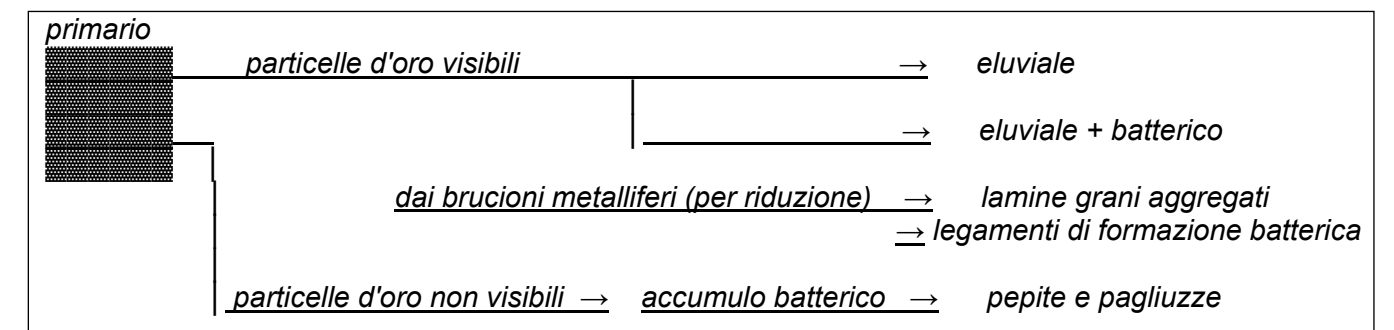 primario
particelle d'oro visibili → eluviale
→ eluviale + batterico
dai brucioni metalliferi (per riduzione) → lamine grani aggregati
→ legamenti di formazione batterica
particelle d'oro non visibili → accumulo batterico → pepite e pagliuzze